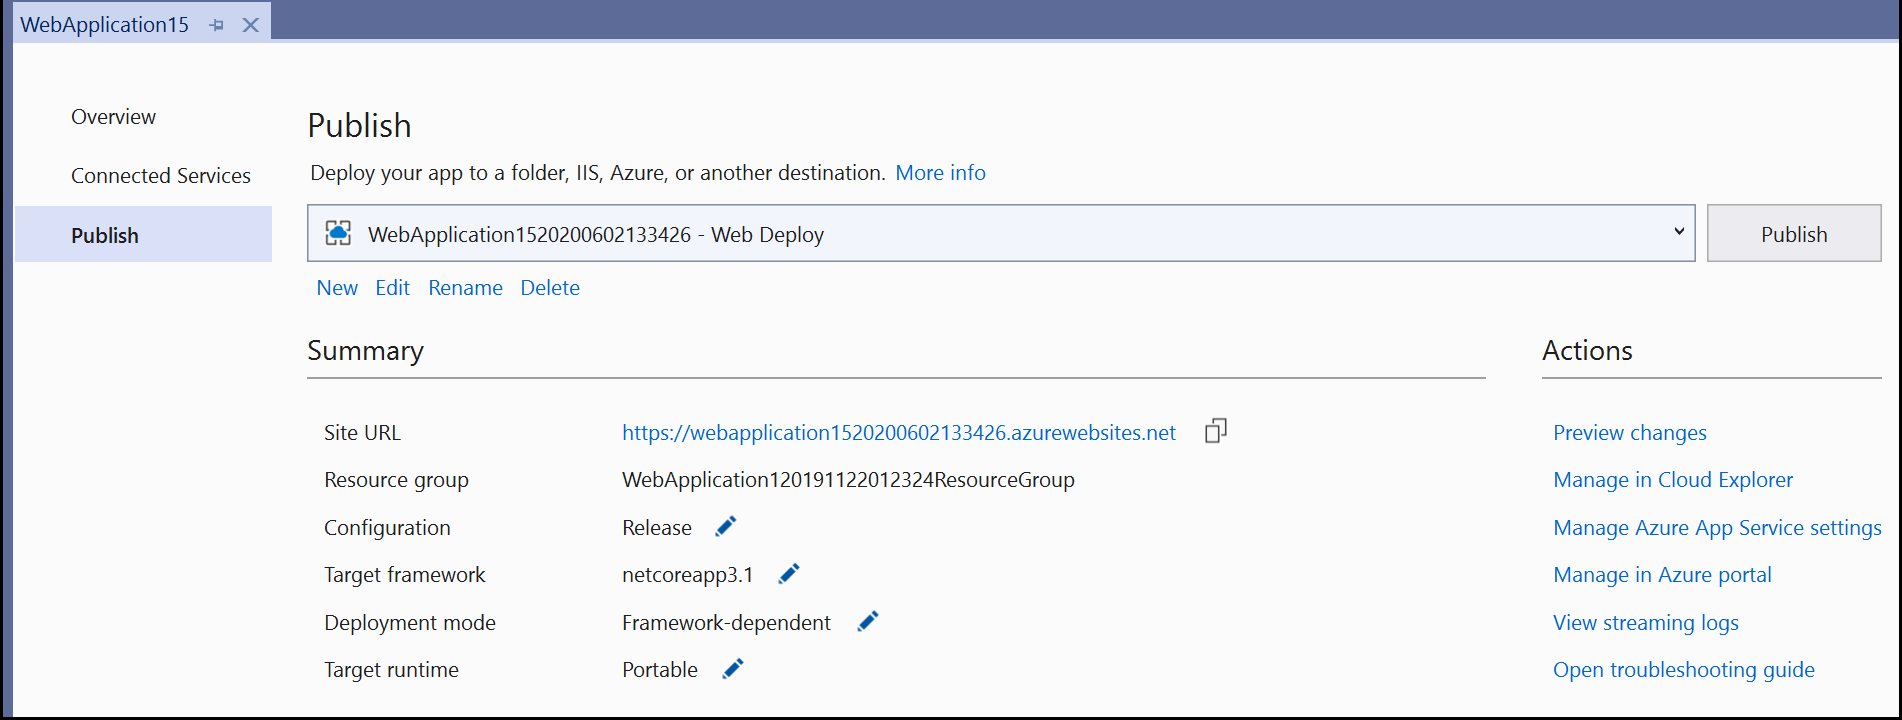 WebApplication15
Overview
Connected Services
Publish
Publish
Deploy your app to a folder, IIS, Azure, or another destination. More info
WebApplication1520200602133426 - Web Deploy
Publish
New Edit Rename Delete
Summary
Site URL https://webapplication1520200602133426.azurewebsites.net
Resource group WebApplication120191122012324ResourceGroup
Configuration Release
Target framework netcoreapp3.1
Deployment mode Framework-dependent
Target runtime Portable
Actions
Preview changes
Manage in Cloud Explorer
Manage Azure App Service settings
Manage in Azure portal
View streaming logs
Open troubleshooting guide